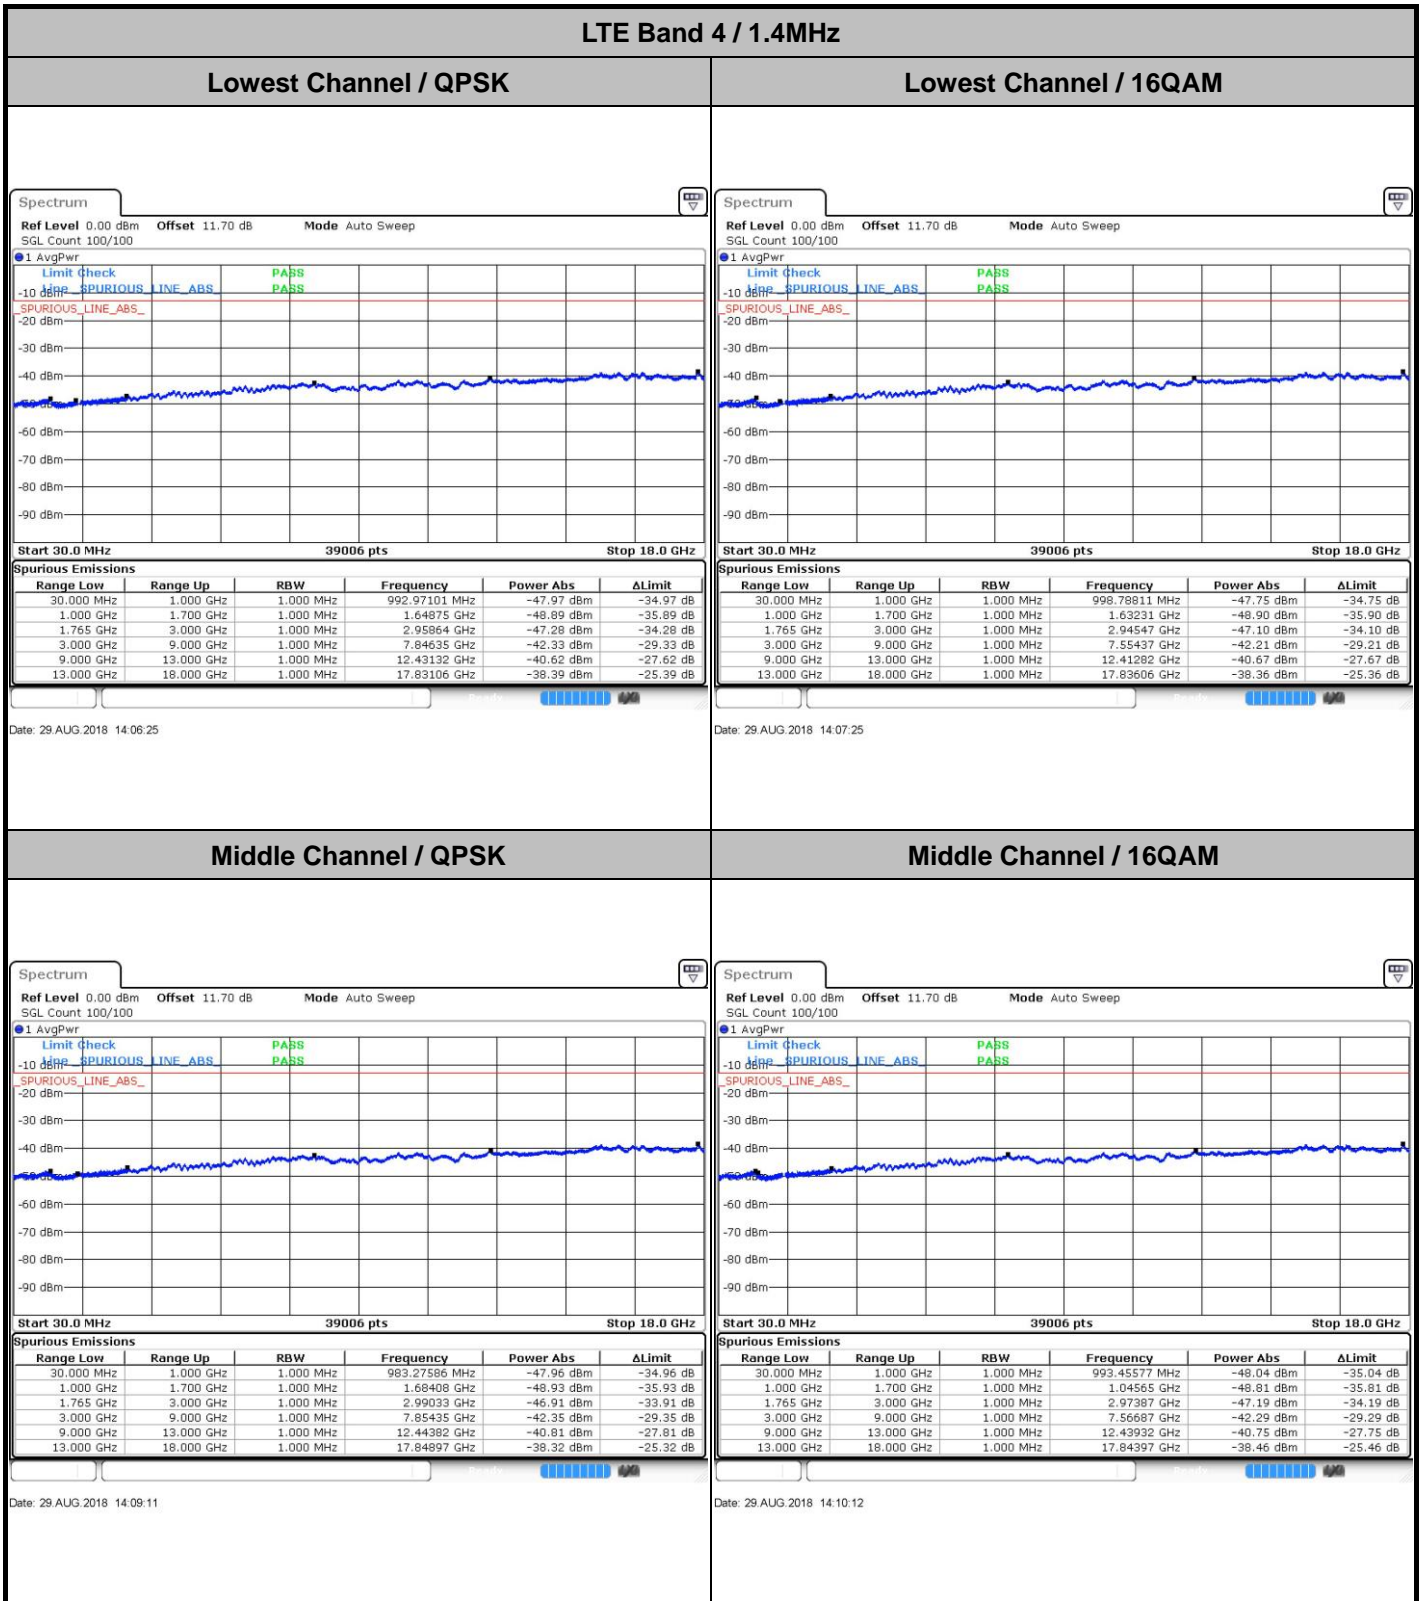 LTE Band 4 / 1.4MHz
Lowest Channel / QPSK
Lowest Channel / 16QAM
Spectrum
Ref Level 0.00 dBm Offset 11.70 dB Mode Auto Sweep
SGL Count 100/100
1 AvgPwr
Limit Check PASS
Line _SPURIOUS_LINE_ABS_ PASS
-10 dBm
_SPURIOUS_LINE_ABS_
-20 dBm
-30 dBm
-40 dBm
-50 dBm
-60 dBm
-70 dBm
-80 dBm
-90 dBm
Start 30.0 MHz 39006 pts Stop 18.0 GHz
Spurious Emissions
Range Low Range Up RBW Frequency Power Abs ΔLimit
30.000 MHz 1.000 GHz 1.000 MHz 992.97101 MHz -47.97 dBm -34.97 dB
1.000 GHz 1.700 GHz 1.000 MHz 1.64875 GHz -48.89 dBm -35.89 dB
1.765 GHz 3.000 GHz 1.000 MHz 2.95864 GHz -47.28 dBm -34.28 dB
3.000 GHz 9.000 GHz 1.000 MHz 7.84635 GHz -42.33 dBm -29.33 dB
9.000 GHz 13.000 GHz 1.000 MHz 12.43132 GHz -40.62 dBm -27.62 dB
13.000 GHz 18.000 GHz 1.000 MHz 17.83106 GHz -38.39 dBm -25.39 dB
Date: 29.AUG.2018 14:06:25
Spectrum
Ref Level 0.00 dBm Offset 11.70 dB Mode Auto Sweep
SGL Count 100/100
1 AvgPwr
Limit Check PASS
Line _SPURIOUS_LINE_ABS_ PASS
-10 dBm
_SPURIOUS_LINE_ABS_
-20 dBm
-30 dBm
-40 dBm
-50 dBm
-60 dBm
-70 dBm
-80 dBm
-90 dBm
Start 30.0 MHz 39006 pts Stop 18.0 GHz
Spurious Emissions
Range Low Range Up RBW Frequency Power Abs ΔLimit
30.000 MHz 1.000 GHz 1.000 MHz 998.78811 MHz -47.75 dBm -34.75 dB
1.000 GHz 1.700 GHz 1.000 MHz 1.63231 GHz -48.90 dBm -35.90 dB
1.765 GHz 3.000 GHz 1.000 MHz 2.94547 GHz -47.10 dBm -34.10 dB
3.000 GHz 9.000 GHz 1.000 MHz 7.55437 GHz -42.21 dBm -29.21 dB
9.000 GHz 13.000 GHz 1.000 MHz 12.41282 GHz -40.67 dBm -27.67 dB
13.000 GHz 18.000 GHz 1.000 MHz 17.83606 GHz -38.36 dBm -25.36 dB
Date: 29.AUG.2018 14:07:25
Middle Channel / QPSK
Middle Channel / 16QAM
Spectrum
Ref Level 0.00 dBm Offset 11.70 dB Mode Auto Sweep
SGL Count 100/100
1 AvgPwr
Limit Check PASS
Line _SPURIOUS_LINE_ABS_ PASS
-10 dBm
_SPURIOUS_LINE_ABS_
-20 dBm
-30 dBm
-40 dBm
-50 dBm
-60 dBm
-70 dBm
-80 dBm
-90 dBm
Start 30.0 MHz 39006 pts Stop 18.0 GHz
Spurious Emissions
Range Low Range Up RBW Frequency Power Abs ΔLimit
30.000 MHz 1.000 GHz 1.000 MHz 983.27586 MHz -47.96 dBm -34.96 dB
1.000 GHz 1.700 GHz 1.000 MHz 1.68408 GHz -48.93 dBm -35.93 dB
1.765 GHz 3.000 GHz 1.000 MHz 2.99033 GHz -46.91 dBm -33.91 dB
3.000 GHz 9.000 GHz 1.000 MHz 7.85435 GHz -42.35 dBm -29.35 dB
9.000 GHz 13.000 GHz 1.000 MHz 12.44382 GHz -40.81 dBm -27.81 dB
13.000 GHz 18.000 GHz 1.000 MHz 17.84897 GHz -38.32 dBm -25.32 dB
Date: 29.AUG.2018 14:09:11
Spectrum
Ref Level 0.00 dBm Offset 11.70 dB Mode Auto Sweep
SGL Count 100/100
1 AvgPwr
Limit Check PASS
Line _SPURIOUS_LINE_ABS_ PASS
-10 dBm
_SPURIOUS_LINE_ABS_
-20 dBm
-30 dBm
-40 dBm
-50 dBm
-60 dBm
-70 dBm
-80 dBm
-90 dBm
Start 30.0 MHz 39006 pts Stop 18.0 GHz
Spurious Emissions
Range Low Range Up RBW Frequency Power Abs ΔLimit
30.000 MHz 1.000 GHz 1.000 MHz 993.45577 MHz -48.04 dBm -35.04 dB
1.000 GHz 1.700 GHz 1.000 MHz 1.04565 GHz -48.81 dBm -35.81 dB
1.765 GHz 3.000 GHz 1.000 MHz 2.97387 GHz -47.19 dBm -34.19 dB
3.000 GHz 9.000 GHz 1.000 MHz 7.56687 GHz -42.29 dBm -29.29 dB
9.000 GHz 13.000 GHz 1.000 MHz 12.43932 GHz -40.75 dBm -27.75 dB
13.000 GHz 18.000 GHz 1.000 MHz 17.84397 GHz -38.46 dBm -25.46 dB
Date: 29.AUG.2018 14:10:12